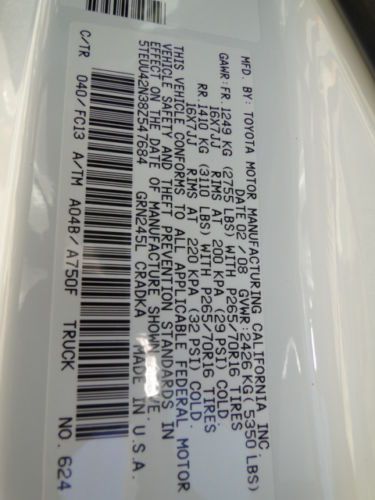 MFD. BY: TOYOTA MOTOR MANUFACTURING CALIFORNIA INC.
DATE 02 / 08 GVWR:2426 KG( 5350 LBS)
GAWR:FR.1249 KG (2755 LBS) WITH P265/70R16 TIRES
16X7JJ RIMS AT 200 KPA (29 PSI) COLD.
RR.1410 KG (3110 LBS) WITH P265/70R16 TIRES
16X7JJ RIMS AT 220 KPA (32 PSI) COLD.
THIS VEHICLE CONFORMS TO ALL APPLICABLE FEDERAL MOTOR
VEHICLE SAFETY AND THEFT PREVENTION STANDARDS IN
EFFECT ON THE DATE OF MANUFACTURE SHOWN ABOVE.
5TEUU42N38Z547684 GRN245L CRADKA MADE IN U.S.A.
C/TR 040/FC13 A/TM A04B/A750F TRUCK NO. 624